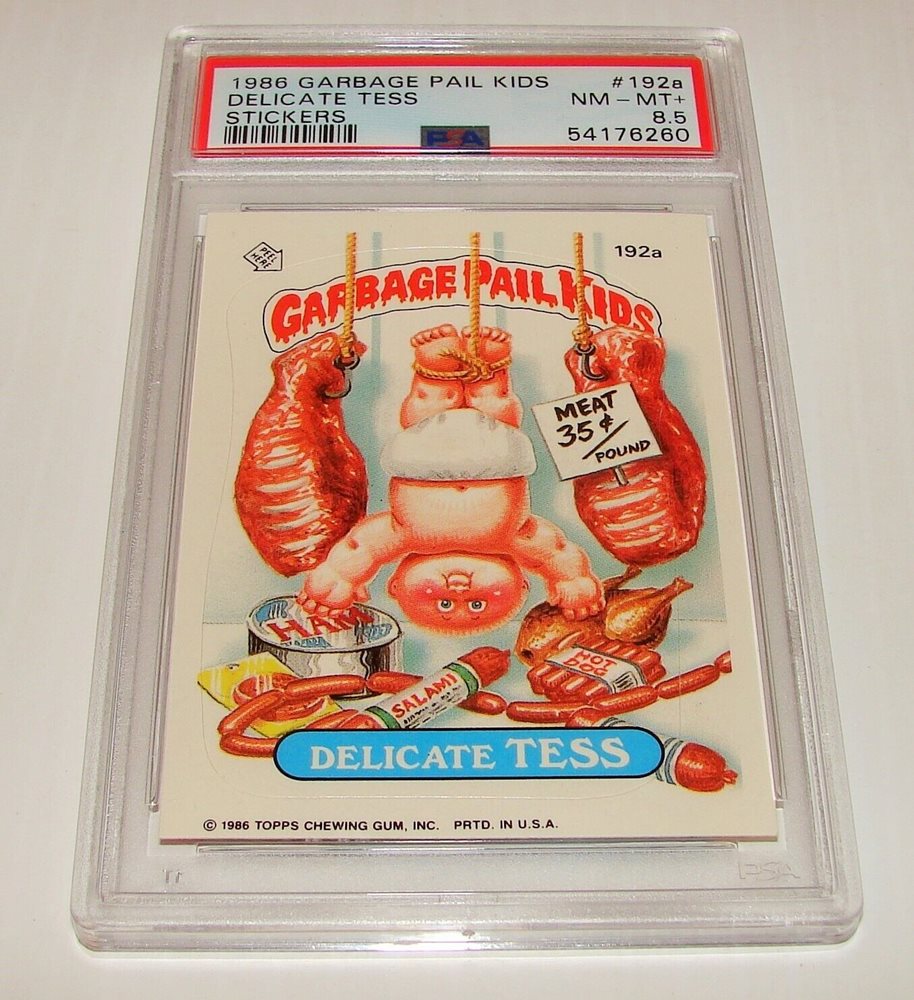 1986 GARBAGE PAIL KIDS #192a
DELICATE TESS NM - MT+
STICKERS 8.5
PSA 54176260
PEEL HERE
192a
GARBAGE PAIL KIDS
MEAT
35¢/
POUND
HAM
HOT
DOG
SALAMI
DELICATE TESS
© 1986 TOPPS CHEWING GUM, INC. PRTD. IN U.S.A.
PSA